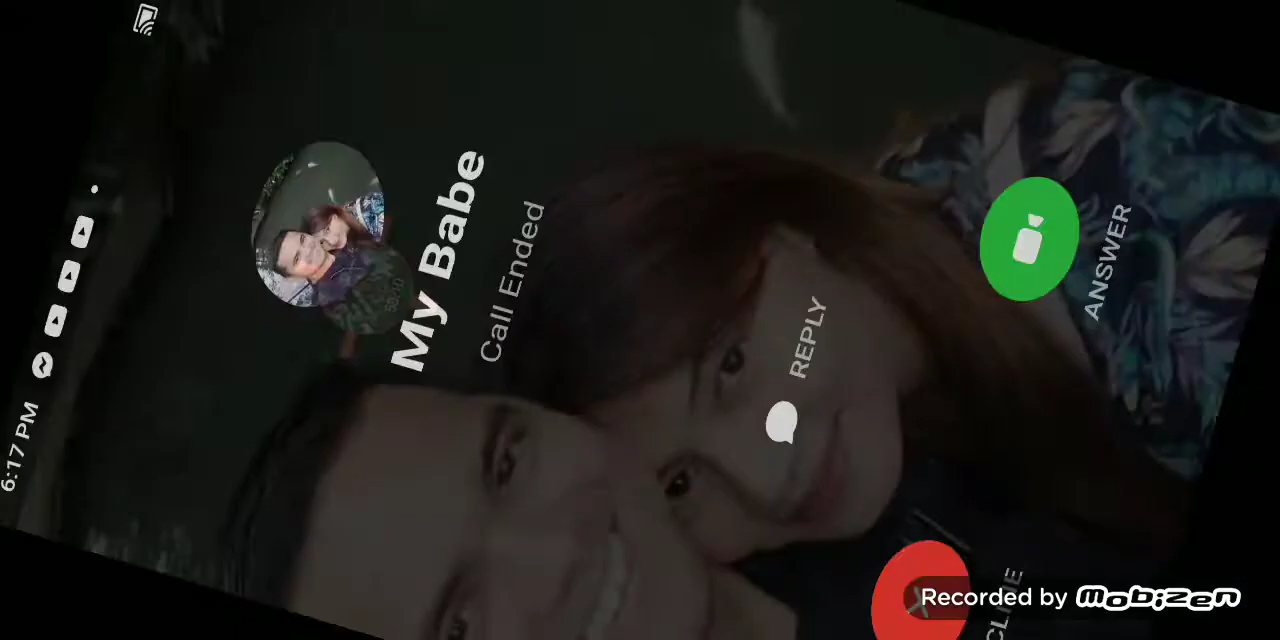 6:17 PM
My Babe
Call Ended
REPLY
ANSWER
Recorded by mobizen